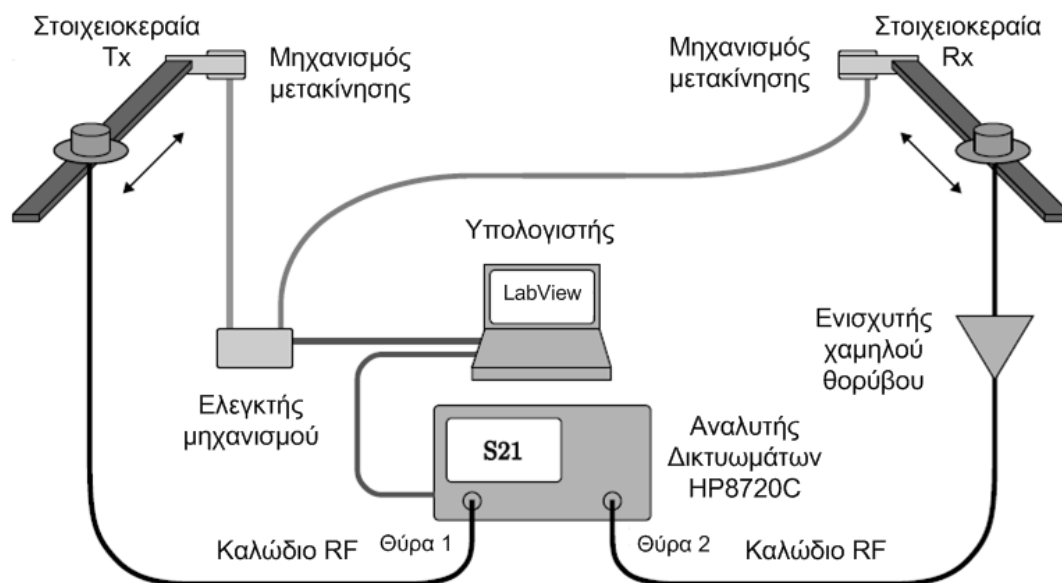 Στοιχειοκεραία
Tx
Μηχανισμός
μετακίνησης
Μηχανισμός
μετακίνησης
Στοιχειοκεραία
Rx
Υπολογιστής
LabView
Ενισχυτής
χαμηλού
θορύβου
Ελεγκτής
μηχανισμού
S21
Αναλυτής
Δικτυωμάτων
HP8720C
Καλώδιο RF
Θύρα 1
Θύρα 2
Καλώδιο RF